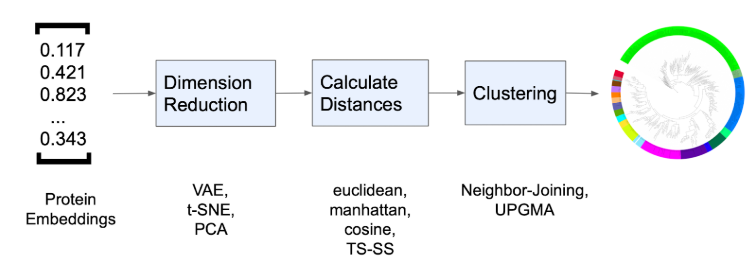 0.117
0.421
0.823
...
0.343
Protein
Embeddings
Dimension
Reduction
VAE,
t-SNE,
PCA
Calculate
Distances
euclidean,
manhattan,
cosine,
TS-SS
Clustering
Neighbor-Joining,
UPGMA